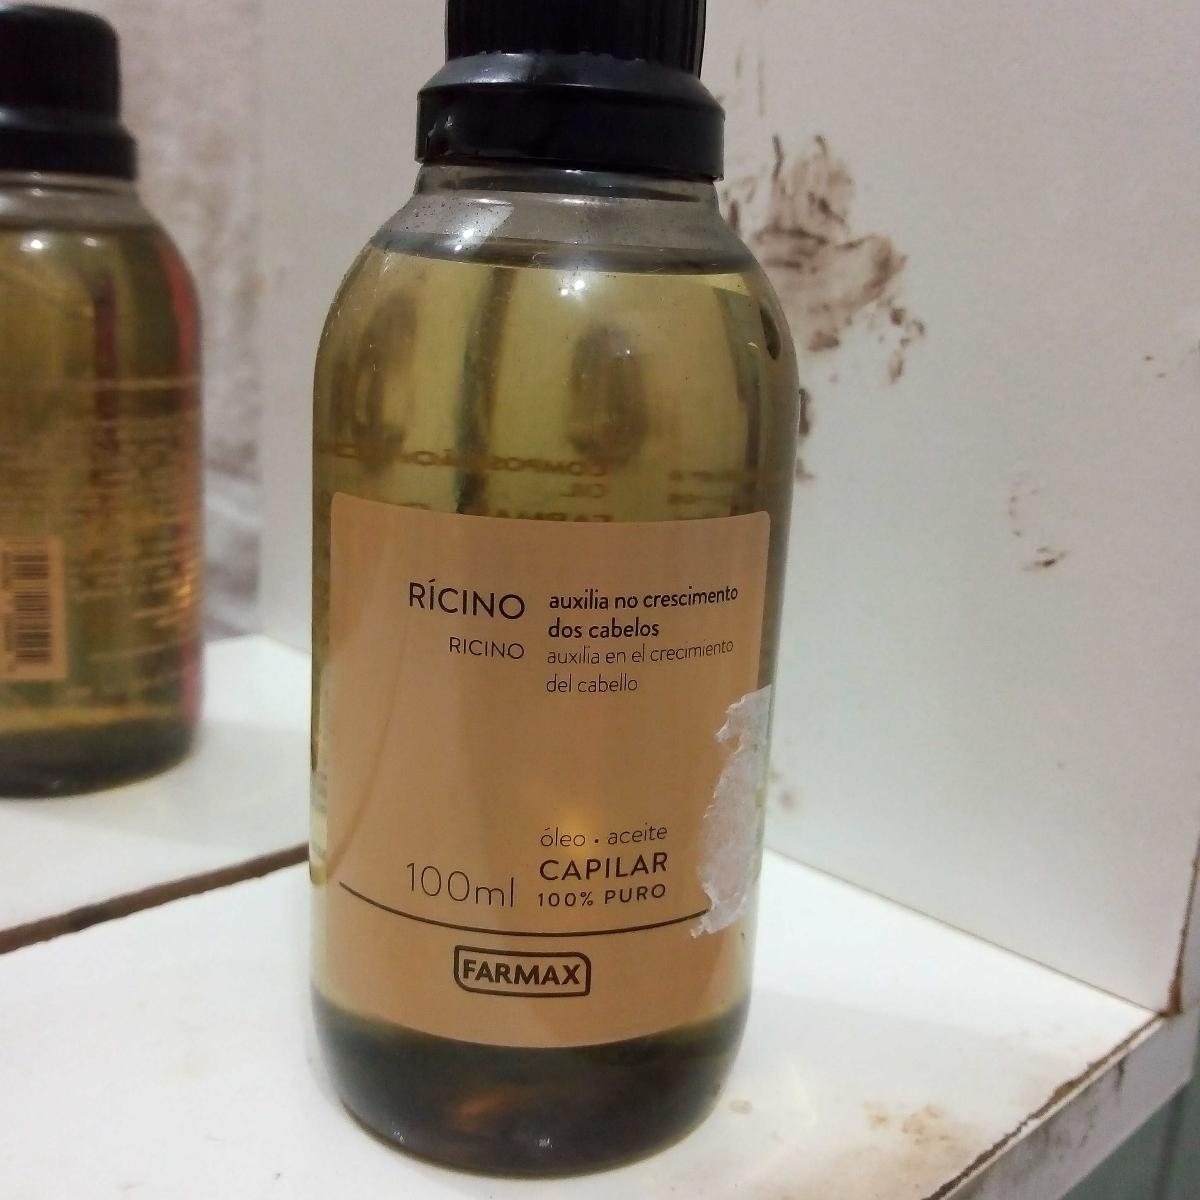 RÍCINO
RICINO
auxilia no crescimento
dos cabelos
auxilia en el crecimiento
del cabello
óleo · aceite
CAPILAR
100% PURO
100ml
FARMAX